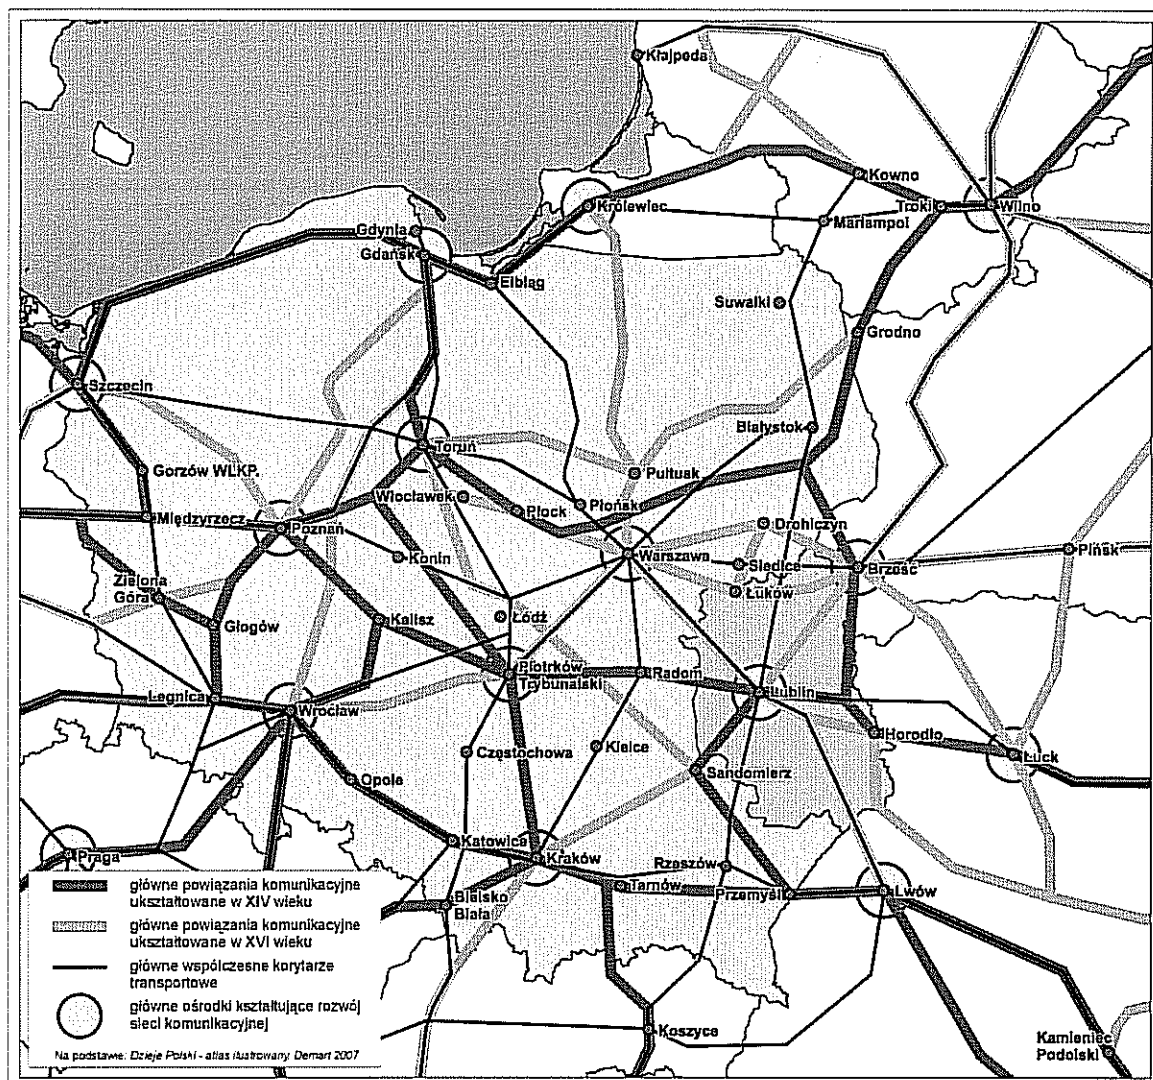 Kłajpeda
Kowno
Królewiec
Troki
Wilno
Mariampol
Gdynia
Gdańsk
Elbląg
Suwałki
Grodno
Szczecin
Białystok
Toruń
Gorzów WLKP.
Pułtusk
Włocławek
Płońsk
Płock
Międzyrzecz
Poznań
Drohiczyn
Konin
Warszawa
Siedlce
Brześć
Pińsk
Zielona
Góra
Łuków
Głogów
Kalisz
Łódź
Piotrków
Trybunalski
Radom
Legnica
Wrocław
Lublin
Horodło
Częstochowa
Kielce
Łuck
Opole
Sandomierz
Katowice
Praga
Kraków
Rzeszów
Tarnów
Przemyśl
Lwów
Bielsko
Biała
Koszyce
Kamieniec
Podolski
główne powiązania komunikacyjne
ukształtowane w XIV wieku
główne powiązania komunikacyjne
ukształtowane w XVI wieku
główne współczesne korytarze
transportowe
główne ośrodki kształtujące rozwój
sieci komunikacyjnej
Na podstawie: Dzieje Polski - atlas ilustrowany. Demart 2007